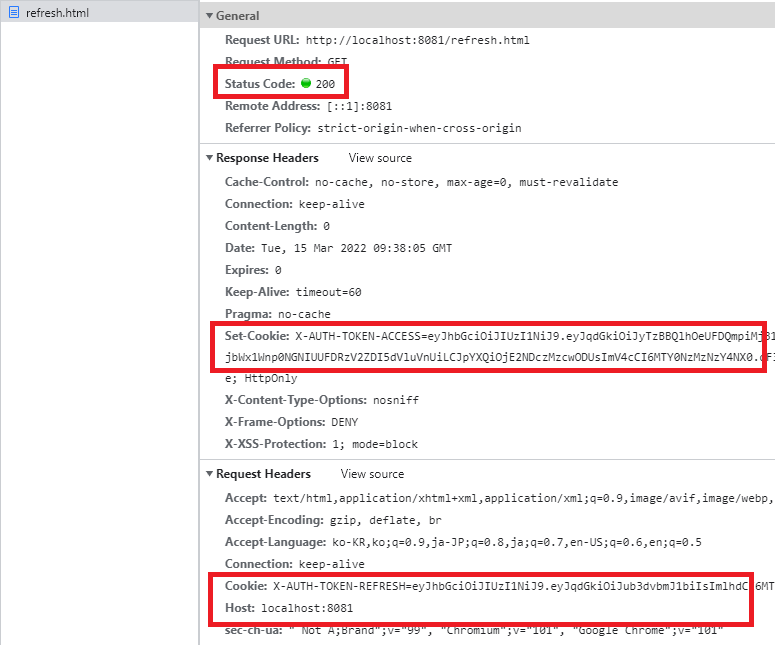 refresh.html
General
Request URL: http://localhost:8081/refresh.html
Request Method: GET
Status Code: 200
Remote Address: [::1]:8081
Referrer Policy: strict-origin-when-cross-origin
Response Headers View source
Cache-Control: no-cache, no-store, max-age=0, must-revalidate
Connection: keep-alive
Content-Length: 0
Date: Tue, 15 Mar 2022 09:38:05 GMT
Expires: 0
Keep-Alive: timeout=60
Pragma: no-cache
Set-Cookie: X-AUTH-TOKEN-ACCESS=eyJhbGciOiJIUzI1NiJ9.eyJqdGkiOiJyTzBBQlhOeUFDQmpiMj
jbWx1Wnp0NGNIUUFDRzV2ZDI5dVluVnUiLCJpYXQiOjE2NDczMzcwODUsImV4cCI6MTY0NzMzNzY4NX0.
e; HttpOnly
X-Content-Type-Options: nosniff
X-Frame-Options: DENY
X-XSS-Protection: 1; mode=block
Request Headers View source
Accept: text/html,application/xhtml+xml,application/xml;q=0.9,image/avif,image/webp,
Accept-Encoding: gzip, deflate, br
Accept-Language: ko-KR,ko;q=0.9,ja-JP;q=0.8,ja;q=0.7,en-US;q=0.6,en;q=0.5
Connection: keep-alive
Cookie: X-AUTH-TOKEN-REFRESH=eyJhbGciOiJIUzI1NiJ9.eyJqdGkiOiJub3dvbmJ1biIsImlhdC 6MT
Host: localhost:8081
sec-ch-ua: " Not A;Brand";v="99", "Chromium";v="101", "Google Chrome";v="101"